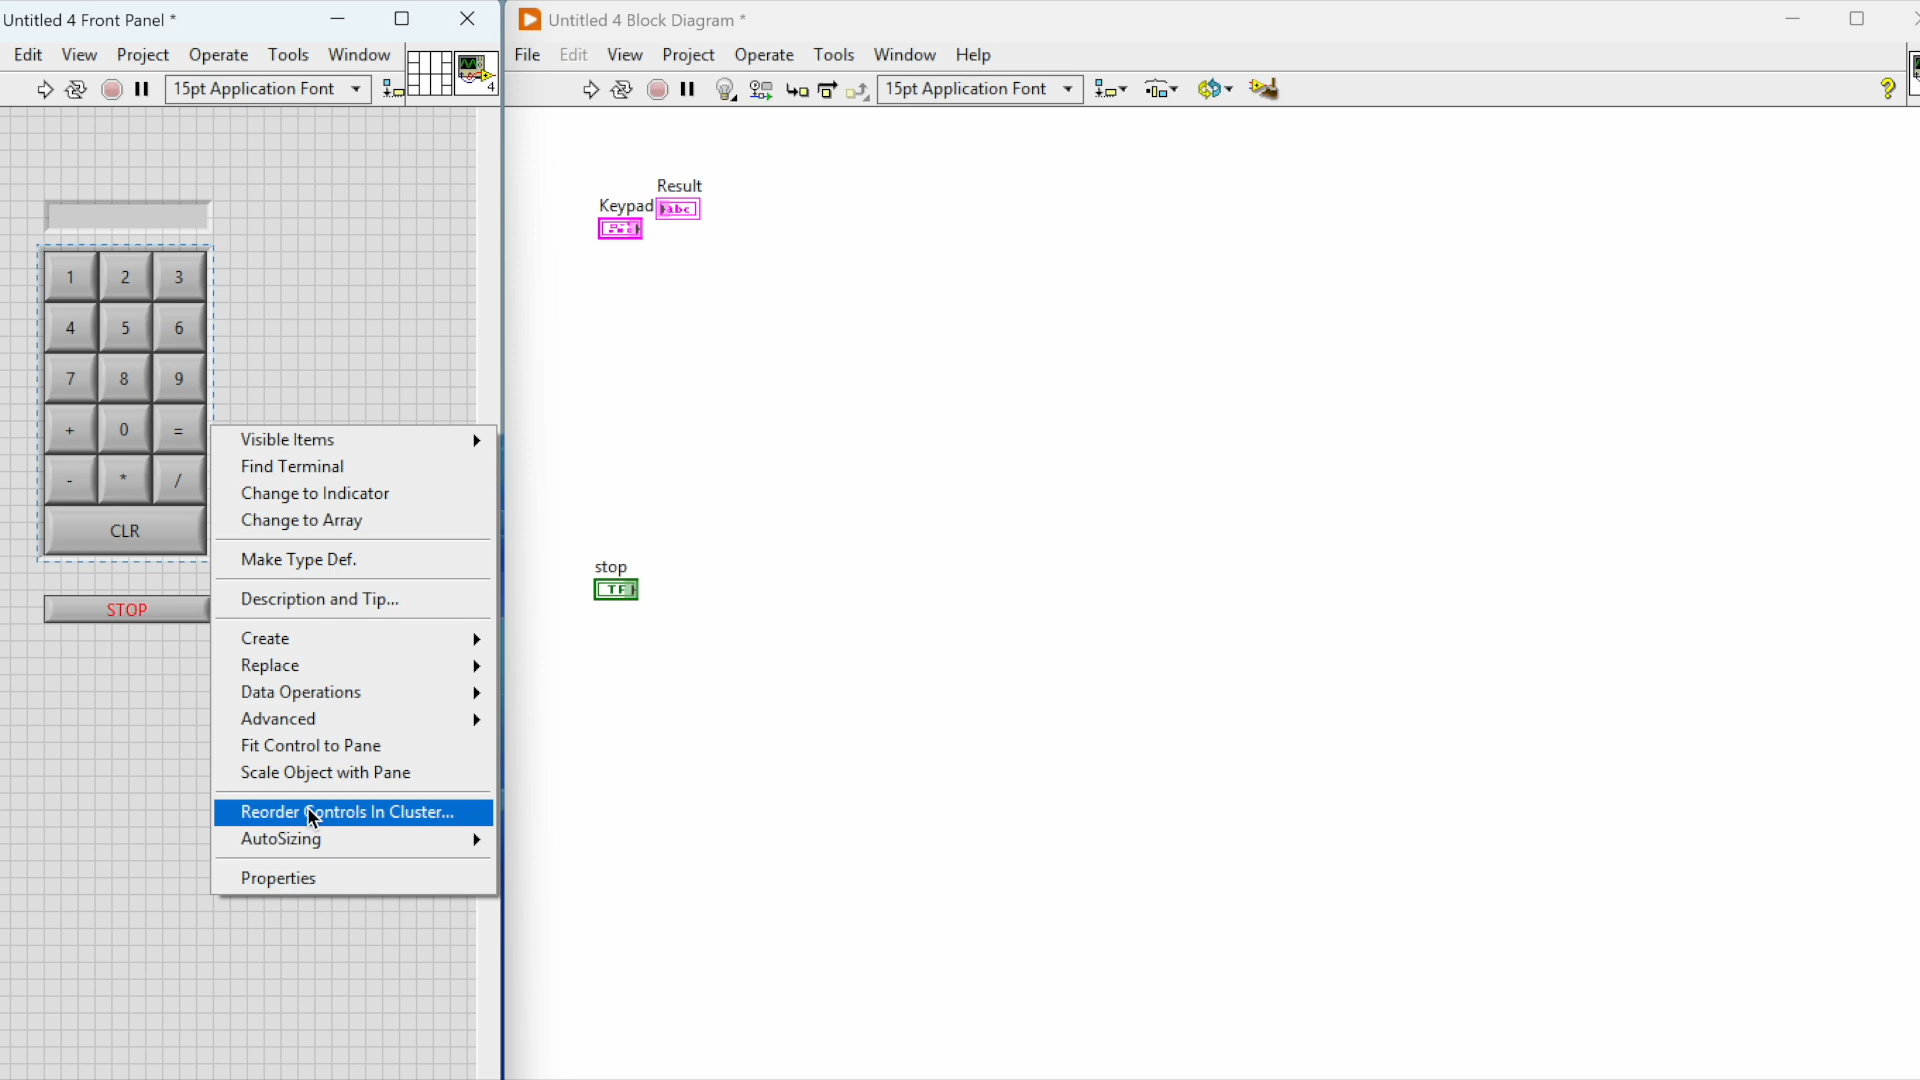 Untitled 4 Front Panel *
Edit View Project Operate Tools Window
15pt Application Font
4
1 2 3
4 5 6
7 8 9
+ 0 =
- * /
CLR
STOP
Visible Items
Find Terminal
Change to Indicator
Change to Array
Make Type Def.
Description and Tip...
Create
Replace
Data Operations
Advanced
Fit Control to Pane
Scale Object with Pane
Reorder Controls In Cluster...
AutoSizing
Properties
Untitled 4 Block Diagram *
File Edit View Project Operate Tools Window Help
15pt Application Font
?
Result
Keypad
abc
stop
TF